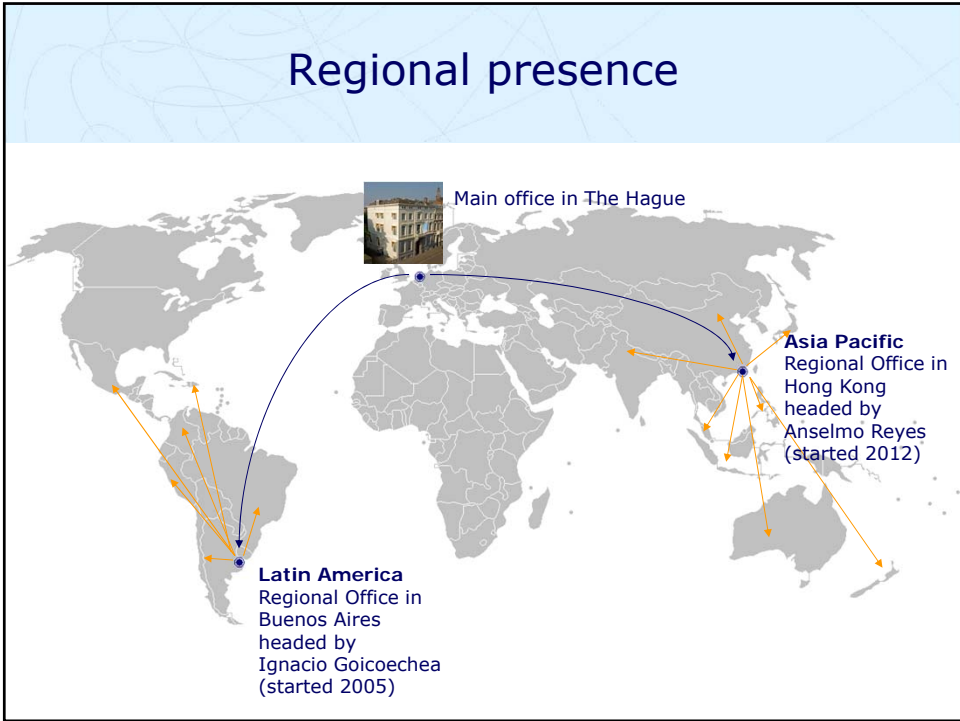 Regional presence
Main office in The Hague
Asia Pacific
Regional Office in
Hong Kong
headed by
Anselmo Reyes
(started 2012)
Latin America
Regional Office in
Buenos Aires
headed by
Ignacio Goicoechea
(started 2005)